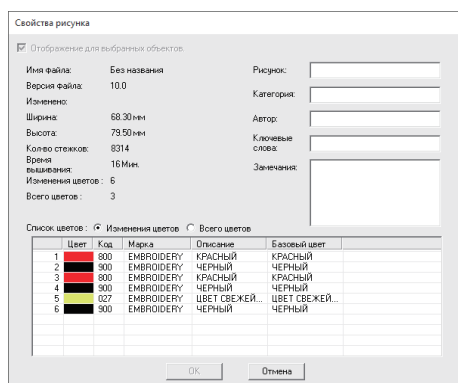 Свойства рисунка
Отображение для выбранных объектов.
Имя файла: Без названия
Версия файла: 10.0
Изменено:
Ширина: 68.30 мм
Высота: 79.50 мм
Кол-во стежков: 8314
Время вышивания: 16 Мин.
Изменения цветов : 6
Всего цветов : 3
Рисунок:
Категория:
Автор:
Ключевые слова:
Замечания:
Список цветов : Изменения цветов Всего цветов
Цвет Код Марка Описание Базовый цвет
1 800 EMBROIDERY КРАСНЫЙ КРАСНЫЙ
2 900 EMBROIDERY ЧЕРНЫЙ ЧЕРНЫЙ
3 800 EMBROIDERY КРАСНЫЙ КРАСНЫЙ
4 900 EMBROIDERY ЧЕРНЫЙ ЧЕРНЫЙ
5 027 EMBROIDERY ЦВЕТ СВЕЖЕЙ... ЦВЕТ СВЕЖЕЙ...
6 900 EMBROIDERY ЧЕРНЫЙ ЧЕРНЫЙ
OK Отмена